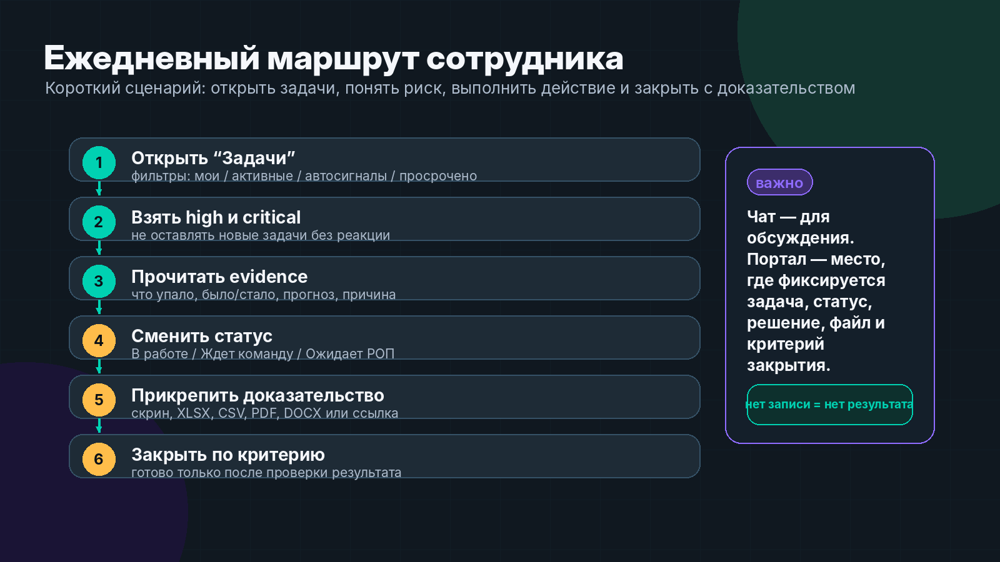 Ежедневный маршрут сотрудника
Короткий сценарий: открыть задачи, понять риск, выполнить действие и закрыть с доказательством
1
Открыть “Задачи”
фильтры: мои / активные / автосигналы / просрочено
2
Взять high и critical
не оставлять новые задачи без реакции
3
Прочитать evidence
что упало, было/стало, прогноз, причина
4
Сменить статус
В работе / Ждет команду / Ожидает РОП
5
Прикрепить доказательство
скрин, XLSX, CSV, PDF, DOCX или ссылка
6
Закрыть по критерию
готово только после проверки результата
важно
Чат — для
обсуждения.
Портал — место,
где фиксируется
задача, статус,
решение, файл и
критерий
закрытия.
нет записи = нет результата